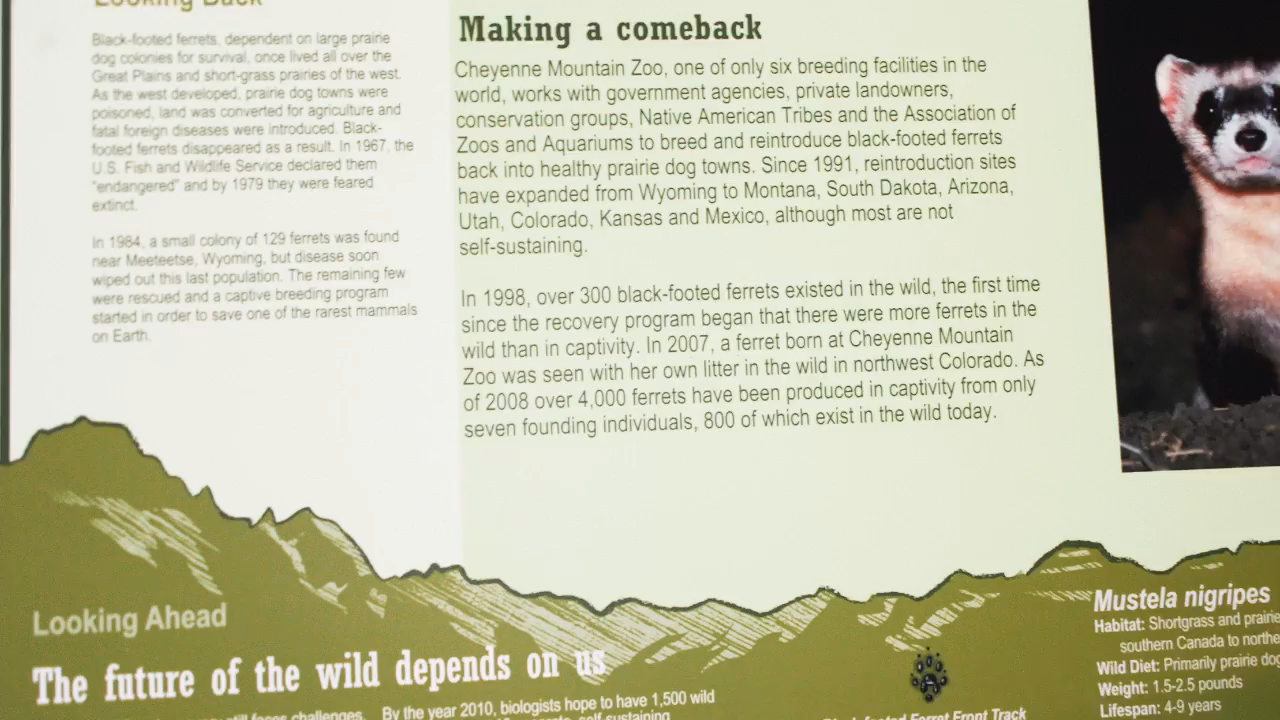 Looking Back
Black-footed ferrets, dependent on large prairie
dog colonies for survival, once lived all over the
Great Plains and short-grass prairies of the west.
As the west developed, prairie dog towns were
poisoned, land was converted for agriculture and
fatal foreign diseases were introduced. Black-
footed ferrets disappeared as a result. In 1967, the
U.S. Fish and Wildlife Service declared them
"endangered" and by 1979 they were feared
extinct.
In 1984, a small colony of 129 ferrets was found
near Meeteetse, Wyoming, but disease soon
wiped out this last population. The remaining few
were rescued and a captive breeding program
started in order to save one of the rarest mammals
on Earth.
Making a comeback
Cheyenne Mountain Zoo, one of only six breeding facilities in the
world, works with government agencies, private landowners,
conservation groups, Native American Tribes and the Association of
Zoos and Aquariums to breed and reintroduce black-footed ferrets
back into healthy prairie dog towns. Since 1991, reintroduction sites
have expanded from Wyoming to Montana, South Dakota, Arizona,
Utah, Colorado, Kansas and Mexico, although most are not
self-sustaining.
In 1998, over 300 black-footed ferrets existed in the wild, the first time
since the recovery program began that there were more ferrets in the
wild than in captivity. In 2007, a ferret born at Cheyenne Mountain
Zoo was seen with her own litter in the wild in northwest Colorado. As
of 2008 over 4,000 ferrets have been produced in captivity from only
seven founding individuals, 800 of which exist in the wild today.
Looking Ahead
The future of the wild depends on us
still faces challenges.
By the year 2010, biologists hope to have 1,500 wild
self-sustaining
Black-footed Ferret Front Track
Mustela nigripes
Habitat: Shortgrass and prairie
southern Canada to northe
Wild Diet: Primarily prairie dog
Weight: 1.5-2.5 pounds
Lifespan: 4-9 years